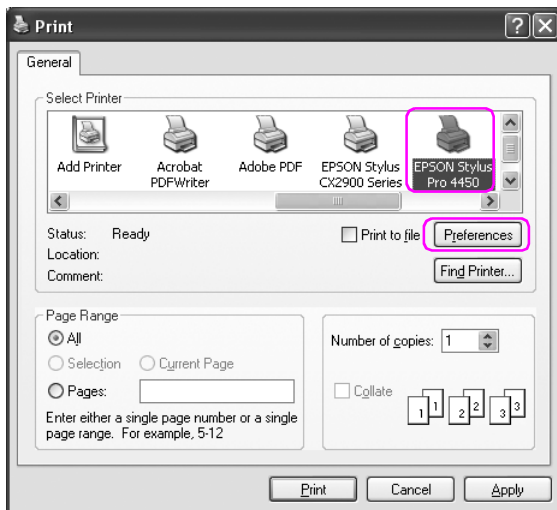 Print
General
Select Printer
Add Printer
Acrobat
PDFWriter
Adobe PDF
EPSON Stylus
CX2900 Series
EPSON Stylus
Pro 4450
Status: Ready
Print to file
Preferences
Location:
Comment:
Find Printer...
Page Range
All
Selection
Current Page
Pages:
Enter either a single page number or a single
page range. For example, 5-12
Number of copies: 1
Collate
1 1 2 2 3 3
Print
Cancel
Apply